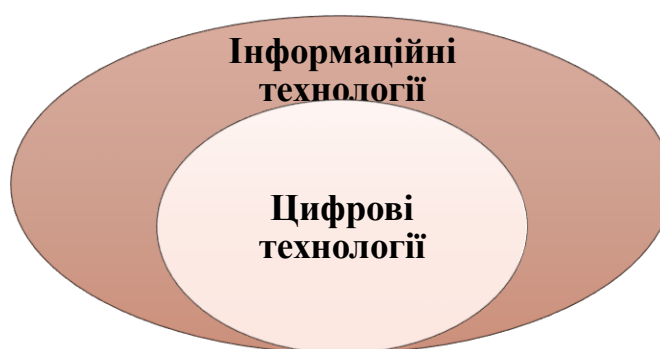 Інформаційні
технології
Цифрові
технології